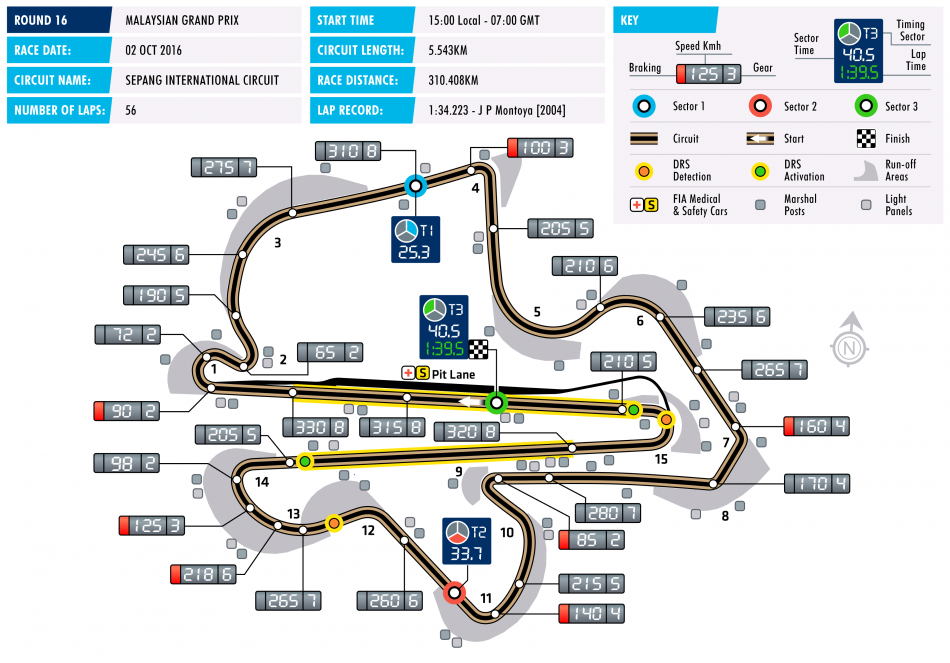 ROUND 16 MALAYSIAN GRAND PRIX
RACE DATE: 02 OCT 2016
CIRCUIT NAME: SEPANG INTERNATIONAL CIRCUIT
NUMBER OF LAPS: 56
START TIME 15:00 Local - 07:00 GMT
CIRCUIT LENGTH: 5.543KM
RACE DISTANCE: 310.408KM
LAP RECORD: 1:34.223 - J P Montoya [2004]
KEY
Speed Kmh
Braking 125 3 Gear
Sector Time
T3
40.5
1:39.5
Timing Sector
Lap Time
Sector 1
Sector 2
Sector 3
Circuit
Start
Finish
DRS Detection
DRS Activation
Run-off Areas
S
FIA Medical & Safety Cars
Marshal Posts
Light Panels
310 8
100 3
275 7
4
T1
25.3
205 5
3
245 6
210 6
190 5
T3
40.5
1:39.5
5
6
235 6
72 2
2
65 2
1
S Pit Lane
210 5
265 7
90 2
330 8
315 8
320 8
160 4
205 5
7
15
98 2
9
14
170 4
280 7
8
125 3
13
12
T2
33.7
10
85 2
218 6
215 5
265 7
260 6
11
140 4
N